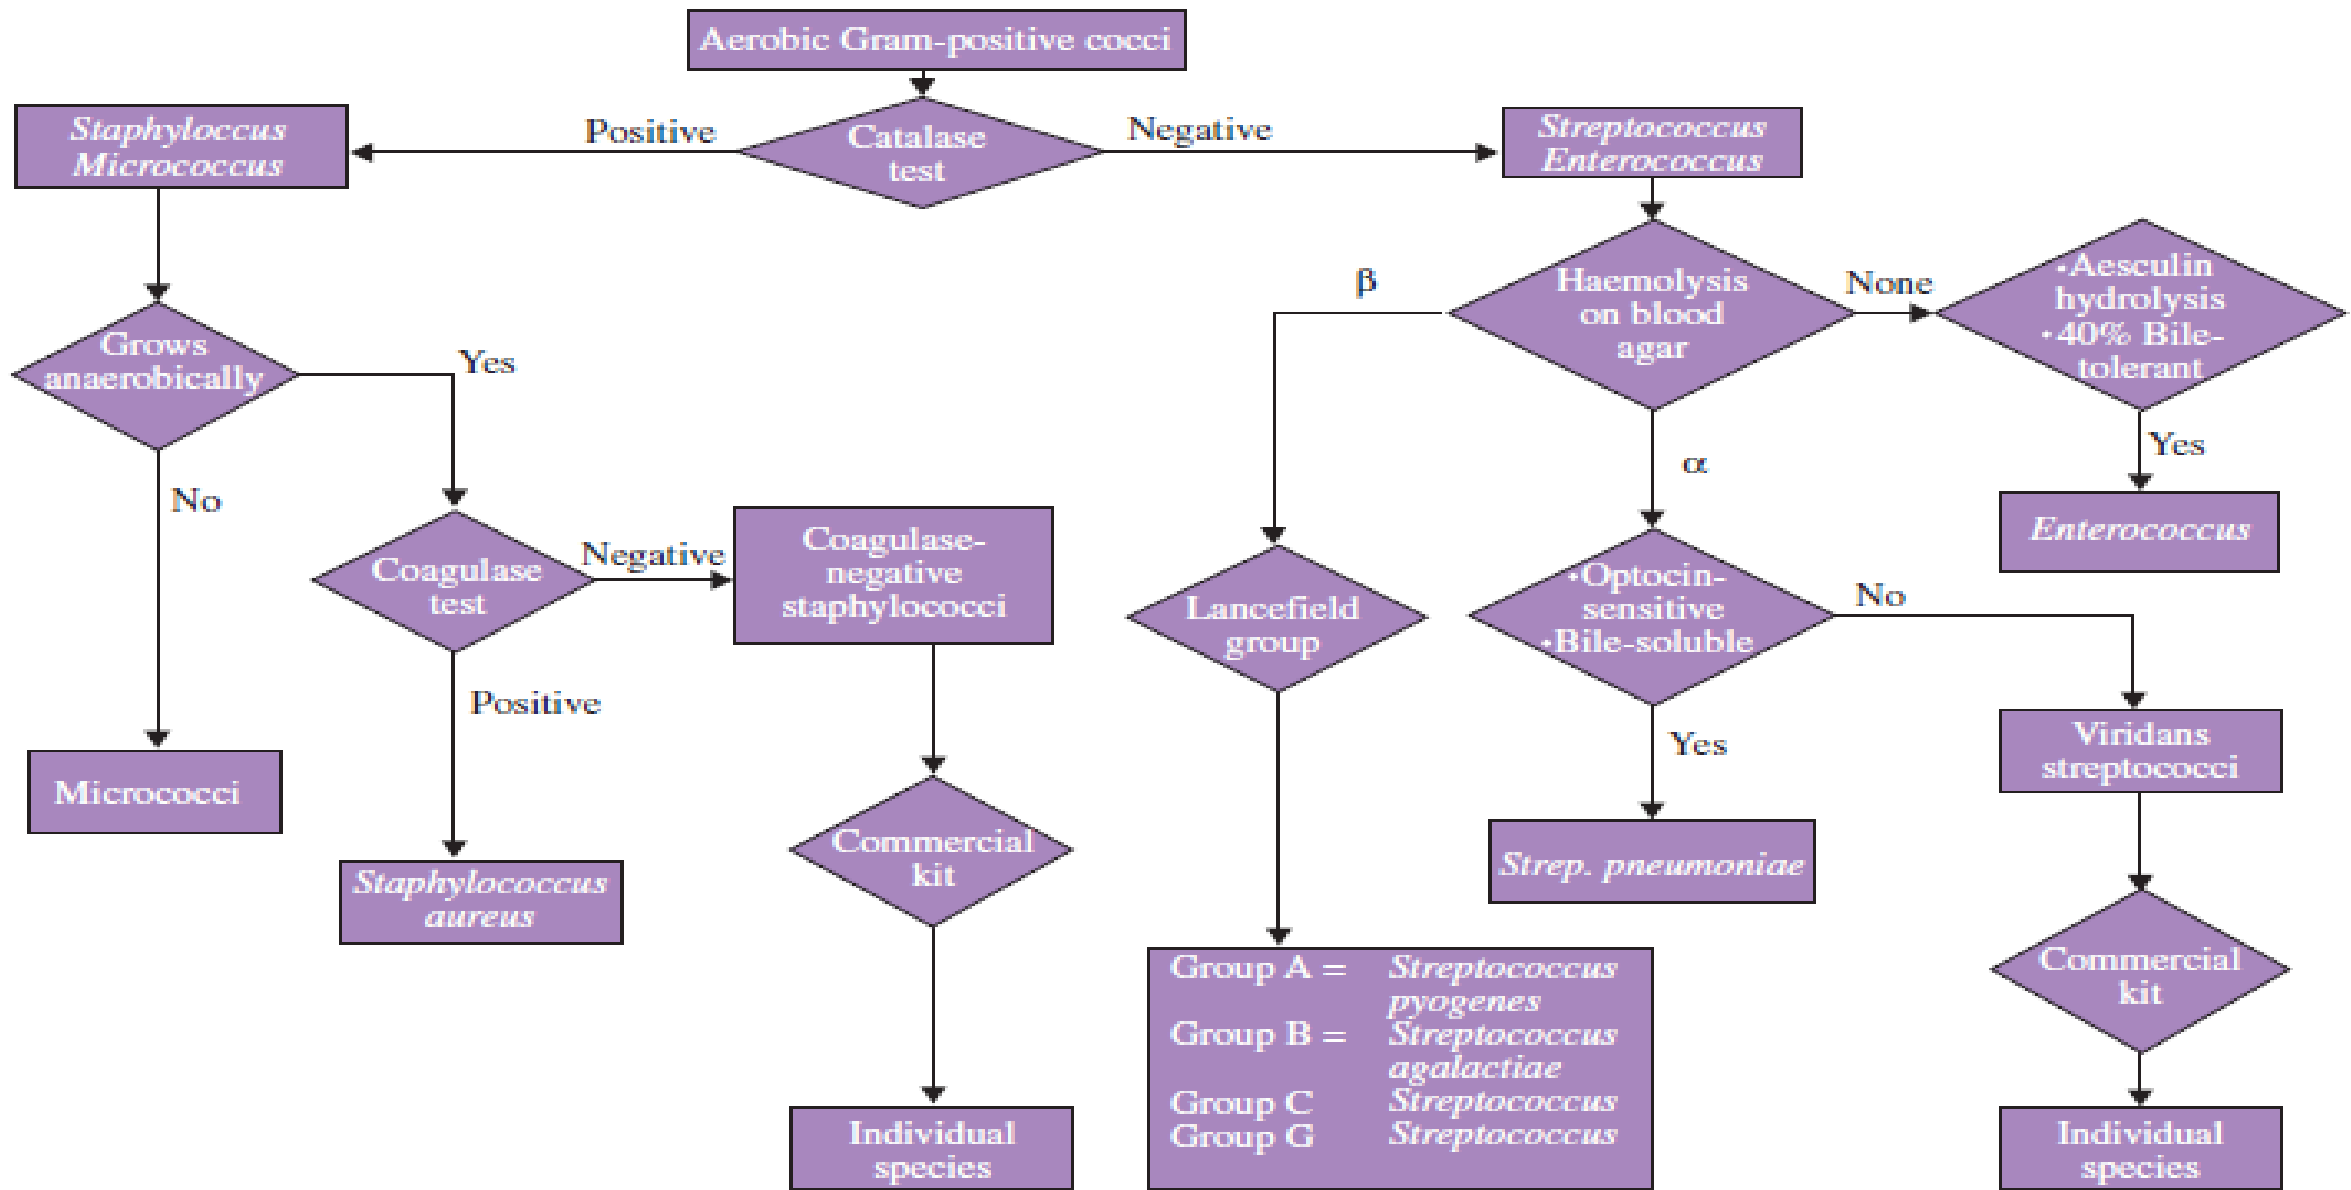 Aerobic Gram-positive cocci
Staphyloccus
Micrococcus
Positive
Catalase
test
Negative
Streptococcus
Enterococcus
Grows
anaerobically
Yes
No
Coagulase
test
Negative
Coagulase-
negative
staphylococci
Positive
Micrococci
Staphylococcus
aureus
Commercial
kit
Individual
species
Haemolysis
on blood
agar
β
None
•Aesculin
hydrolysis
•40% Bile-
tolerant
Yes
Enterococcus
α
Lancefield
group
•Optocin-
sensitive
•Bile-soluble
No
Yes
Strep. pneumoniae
Viridans
streptococci
Commercial
kit
Individual
species
Group A = Streptococcus
pyogenes
Group B = Streptococcus
agalactiae
Group C Streptococcus
Group G Streptococcus